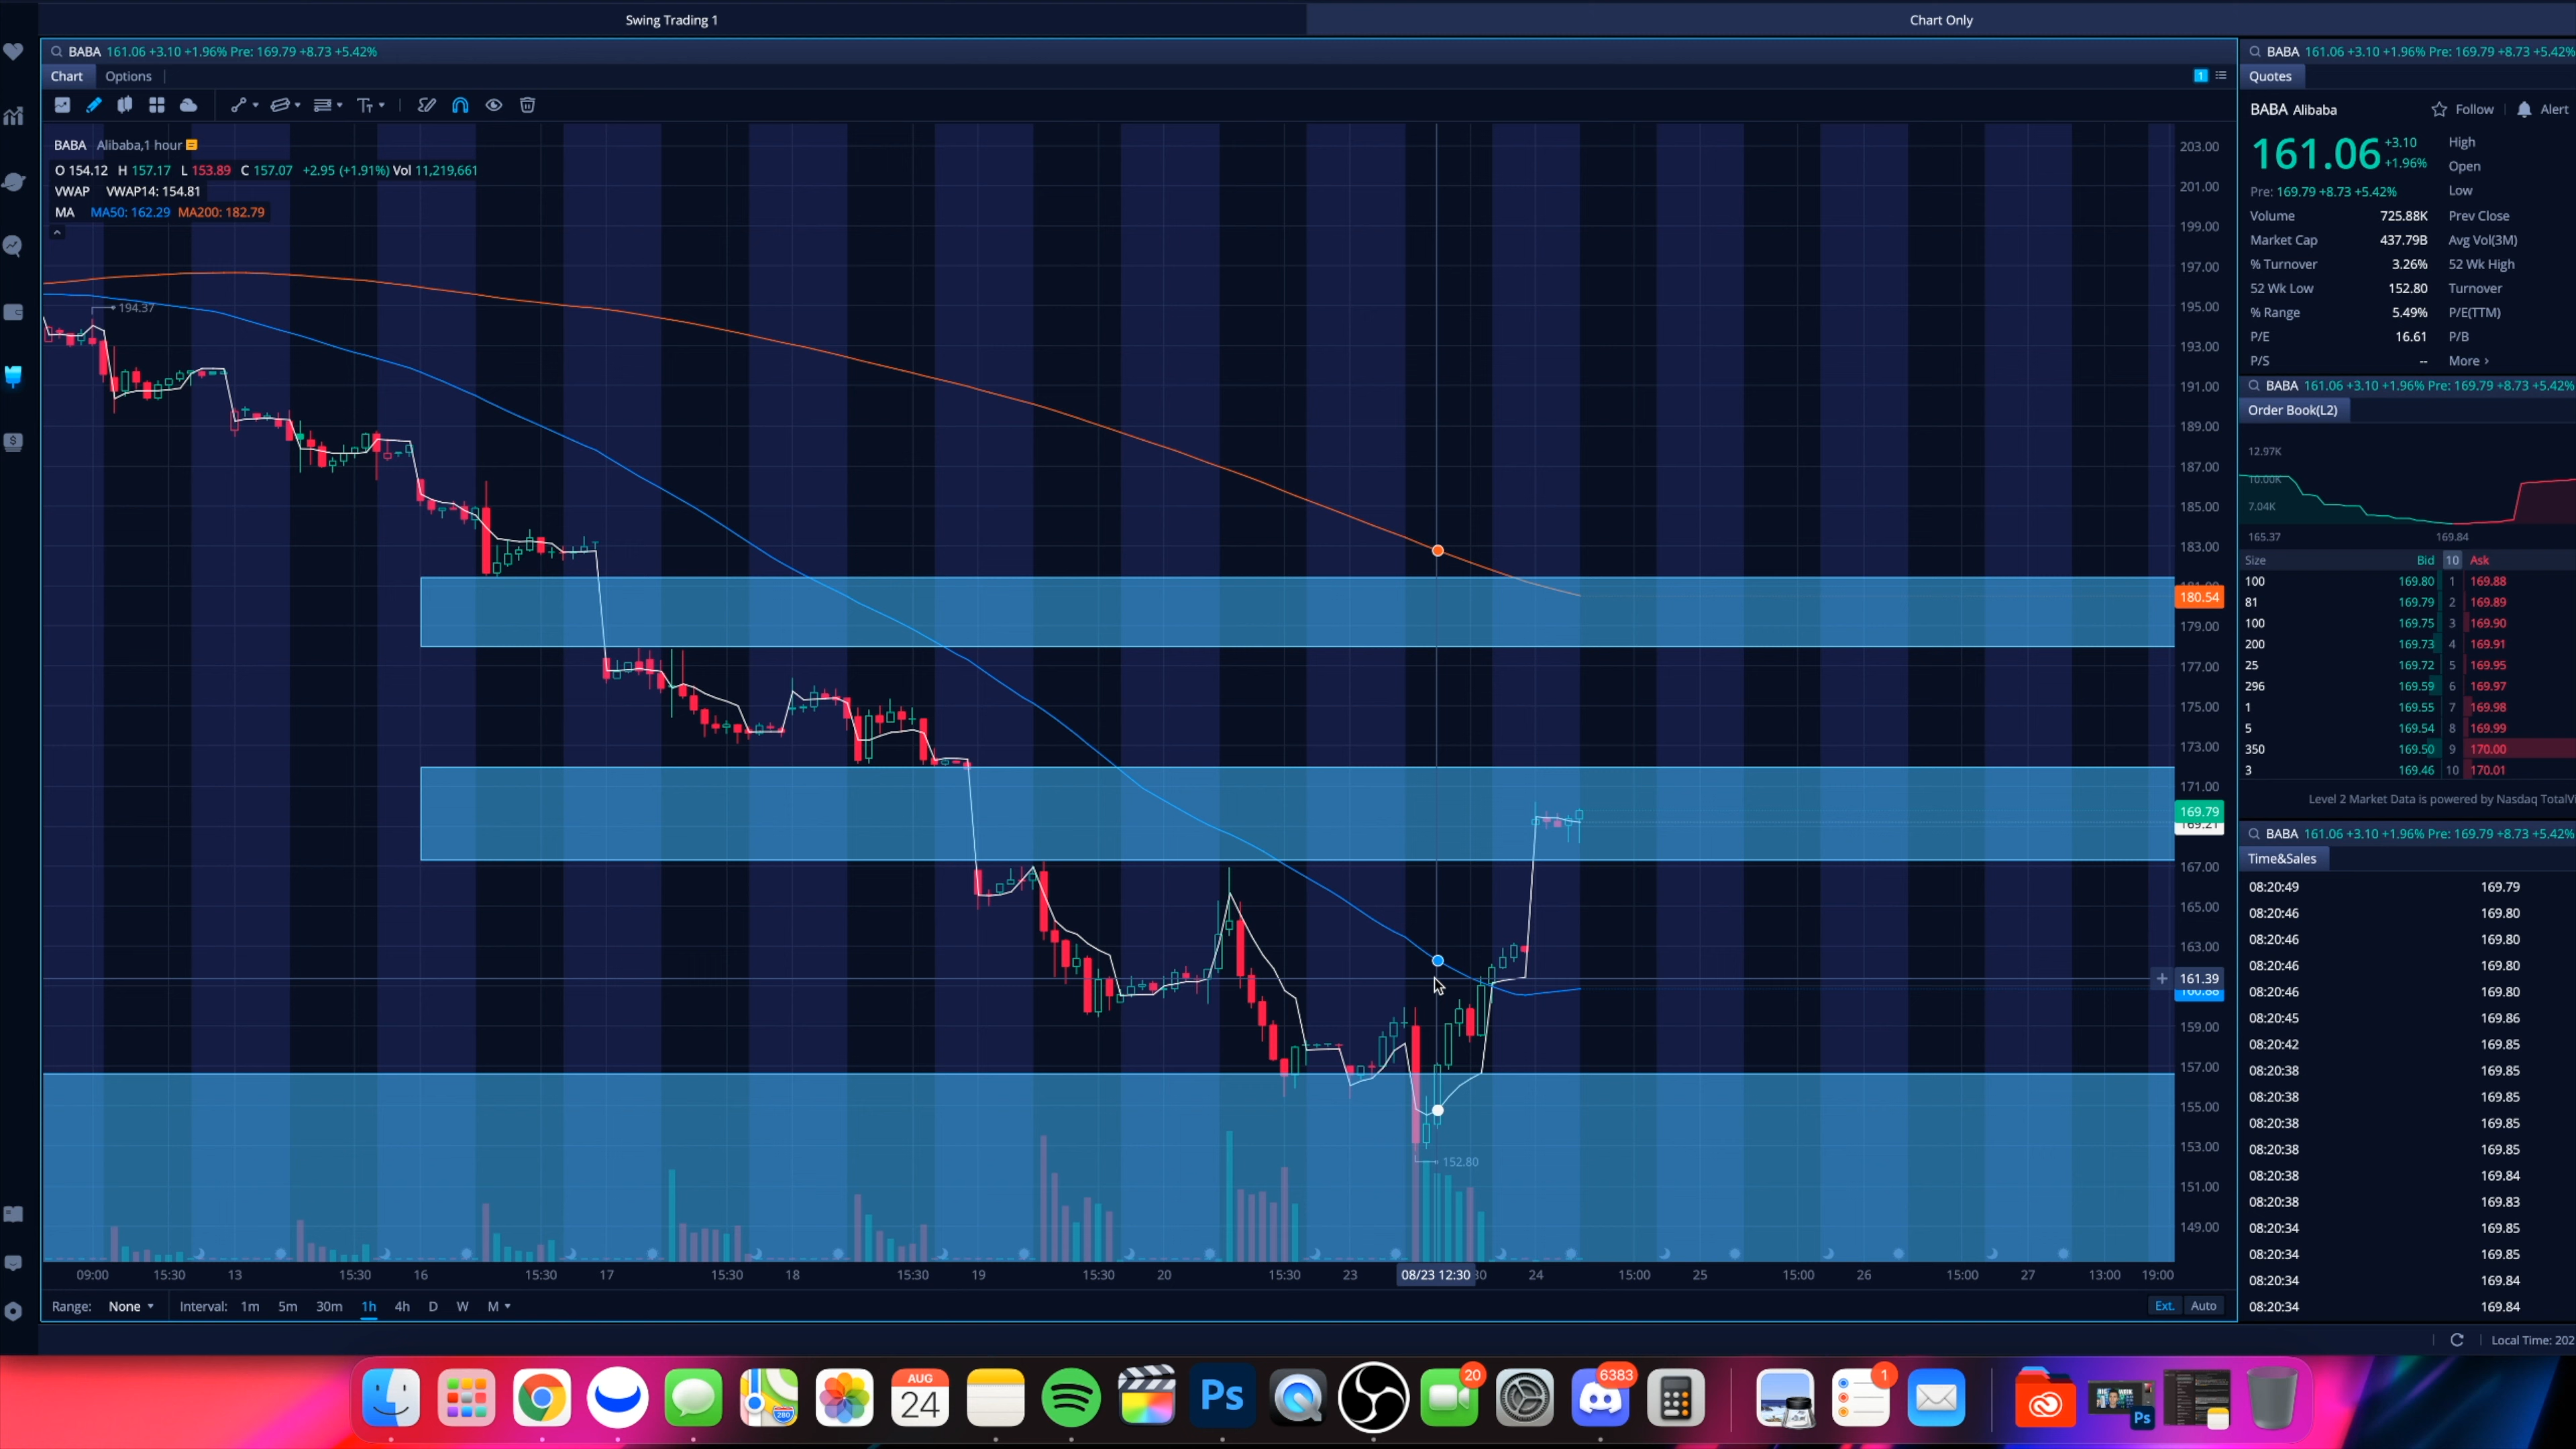 Swing Trading 1
Chart Only
BABA 161.06 +3.10 +1.96% Pre: 169.79 +8.73 +5.42%
Chart Options
1
BABA Alibaba,1 hour
O 154.12 H 157.17 L 153.89 C 157.07 +2.95 (+1.91%) Vol 11,219,661
VWAP VWAP14: 154.81
MA MA50: 162.29 MA200: 182.79
194.37
152.80
203.00
201.00
199.00
197.00
195.00
193.00
191.00
189.00
187.00
185.00
183.00
180.54
179.00
177.00
175.00
173.00
171.00
169.79
169.21
167.00
165.00
163.00
161.39
160.88
159.00
157.00
155.00
153.00
151.00
149.00
09:00 15:30 13 15:30 16 15:30 17 15:30 18 15:30 19 15:30 20 15:30 23 08/23 12:30 24 15:00 25 15:00 26 15:00 27 13:00 19:00
Range: None Interval: 1m 5m 30m 1h 4h D W M
Ext. Auto
BABA 161.06 +3.10 +1.96% Pre: 169.79 +8.73 +5.42%
Quotes
BABA Alibaba Follow Alert
161.06 +3.10 +1.96%
Pre: 169.79 +8.73 +5.42%
High
Open
Low
Volume 725.88K Prev Close
Market Cap 437.79B Avg Vol(3M)
% Turnover 3.26% 52 Wk High
52 Wk Low 152.80 Turnover
% Range 5.49% P/E(TTM)
P/E 16.61 P/B
P/S -- More ›
BABA 161.06 +3.10 +1.96% Pre: 169.79 +8.73 +5.42%
Order Book(L2)
12.97K
10.00K
7.04K
165.37 169.84
Size Bid 10 Ask
100 169.80 1 169.88
81 169.79 2 169.89
100 169.75 3 169.90
200 169.73 4 169.91
25 169.72 5 169.95
296 169.59 6 169.97
1 169.55 7 169.98
5 169.54 8 169.99
350 169.50 9 170.00
3 169.46 10 170.01
Level 2 Market Data is powered by Nasdaq TotalVi
BABA 161.06 +3.10 +1.96% Pre: 169.79 +8.73 +5.42%
Time&Sales
08:20:49 169.79
08:20:46 169.80
08:20:46 169.80
08:20:46 169.80
08:20:46 169.80
08:20:45 169.86
08:20:42 169.85
08:20:38 169.85
08:20:38 169.85
08:20:38 169.85
08:20:38 169.85
08:20:38 169.84
08:20:38 169.83
08:20:34 169.85
08:20:34 169.85
08:20:34 169.84
08:20:34 169.84
Local Time: 202
AUG
24
Ps
20
6383
1
280
Ps